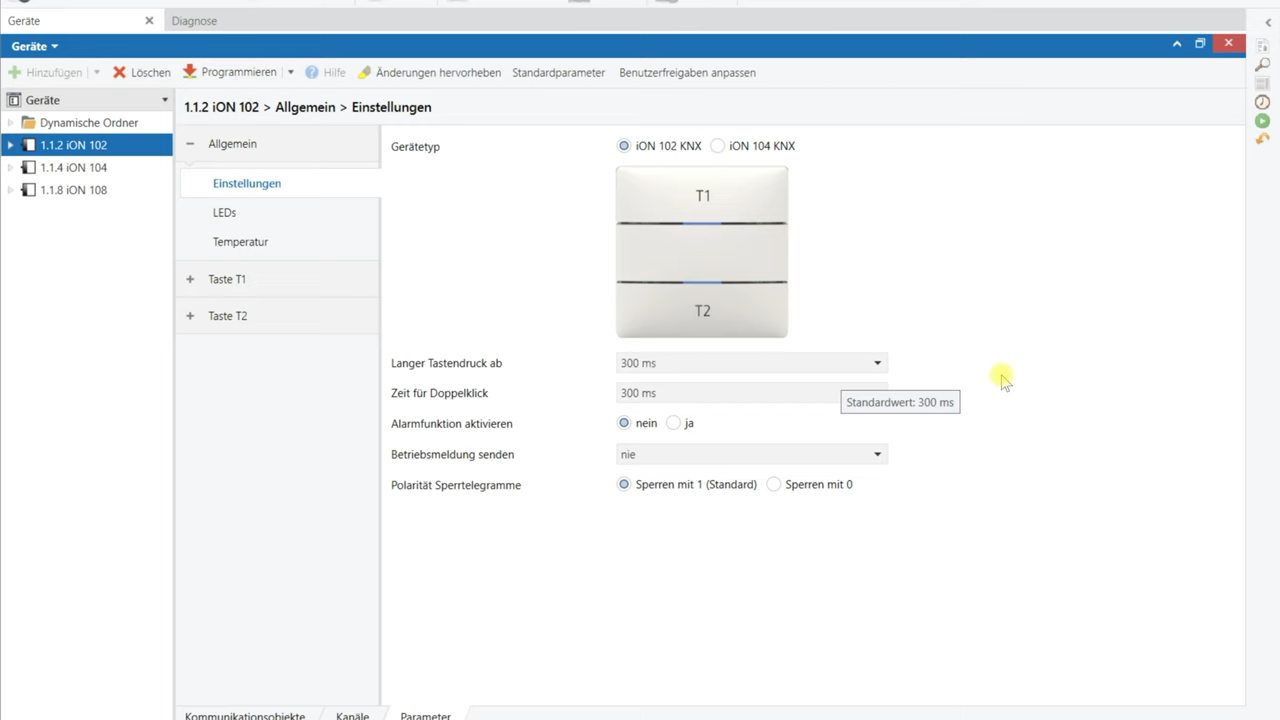 Geräte
Diagnose
Geräte
Hinzufügen
Löschen
Programmieren
Hilfe
Änderungen hervorheben
Standardparameter
Benutzerfreigaben anpassen
Geräte
Dynamische Ordner
1.1.2 iON 102
1.1.4 iON 104
1.1.8 iON 108
1.1.2 iON 102 > Allgemein > Einstellungen
Allgemein
Einstellungen
LEDs
Temperatur
Taste T1
Taste T2
Gerätetyp
iON 102 KNX
iON 104 KNX
T1
T2
Langer Tastendruck ab
300 ms
Zeit für Doppelklick
300 ms
Standardwert: 300 ms
Alarmfunktion aktivieren
nein
ja
Betriebsmeldung senden
nie
Polarität Sperrtelegramme
Sperren mit 1 (Standard)
Sperren mit 0
Kommunikationsobjekte
Kanäle
Parameter